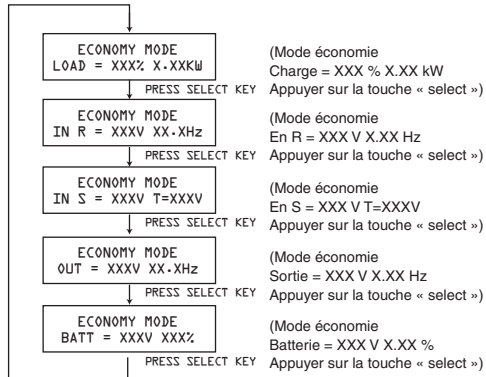 ECONOMY MODE
LOAD = XXX% X.XXKW
PRESS SELECT KEY
(Mode économie
Charge = XXX % X.XX kW
Appuyer sur la touche « select »)
ECONOMY MODE
IN R = XXXV XX.XHz
PRESS SELECT KEY
(Mode économie
En R = XXX V X.XX Hz
Appuyer sur la touche « select »)
ECONOMY MODE
IN S = XXXV T=XXXV
PRESS SELECT KEY
(Mode économie
En S = XXX V T=XXXV
Appuyer sur la touche « select »)
ECONOMY MODE
OUT = XXXV XX.XHz
PRESS SELECT KEY
(Mode économie
Sortie = XXX V X.XX Hz
Appuyer sur la touche « select »)
ECONOMY MODE
BATT = XXXV XXX%
PRESS SELECT KEY
(Mode économie
Batterie = XXX V X.XX %
Appuyer sur la touche « select »)